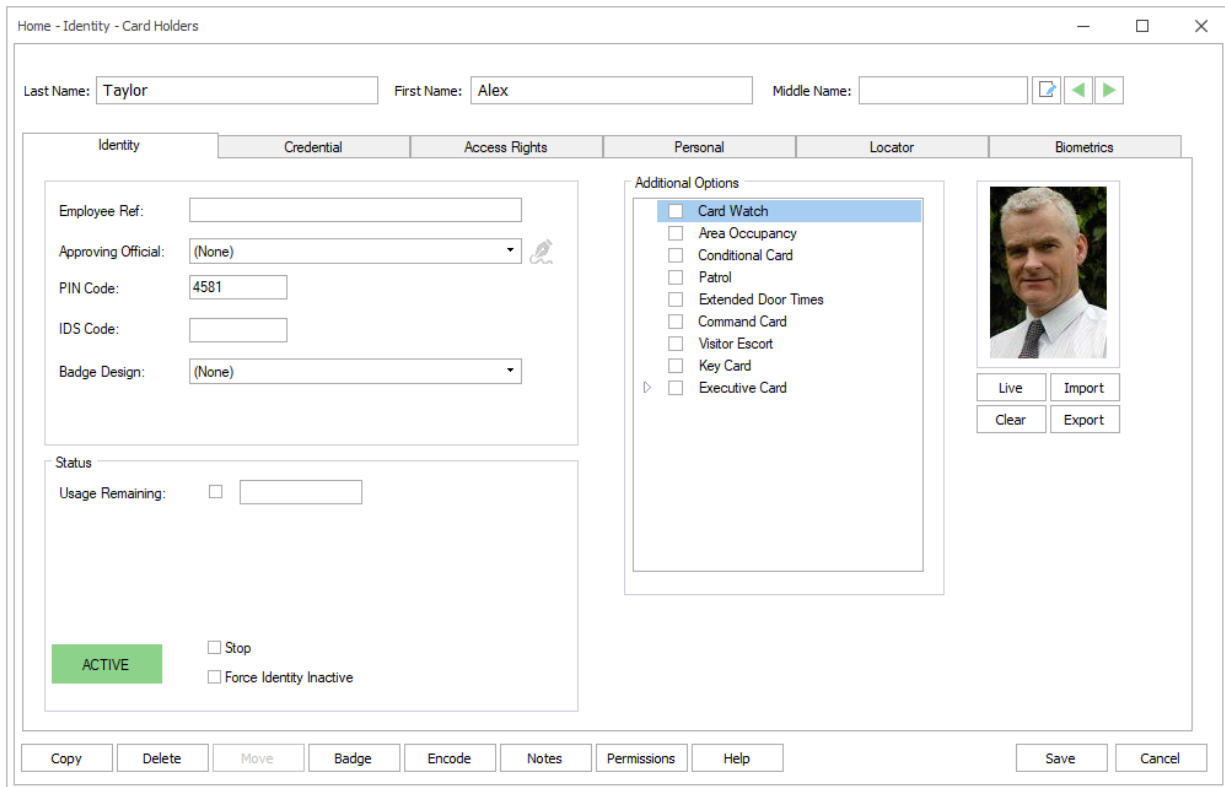 Home - Identity - Card Holders
Last Name: Taylor First Name: Alex Middle Name:
Identity Credential Access Rights Personal Locator Biometrics
Employee Ref:
Approving Official: (None)
PIN Code: 4581
IDS Code:
Badge Design: (None)
Additional Options
Card Watch
Area Occupancy
Conditional Card
Patrol
Extended Door Times
Command Card
Visitor Escort
Key Card
Executive Card
Live Import
Clear Export
Status
Usage Remaining:
ACTIVE
Stop
Force Identity Inactive
Copy Delete Move Badge Encode Notes Permissions Help Save Cancel